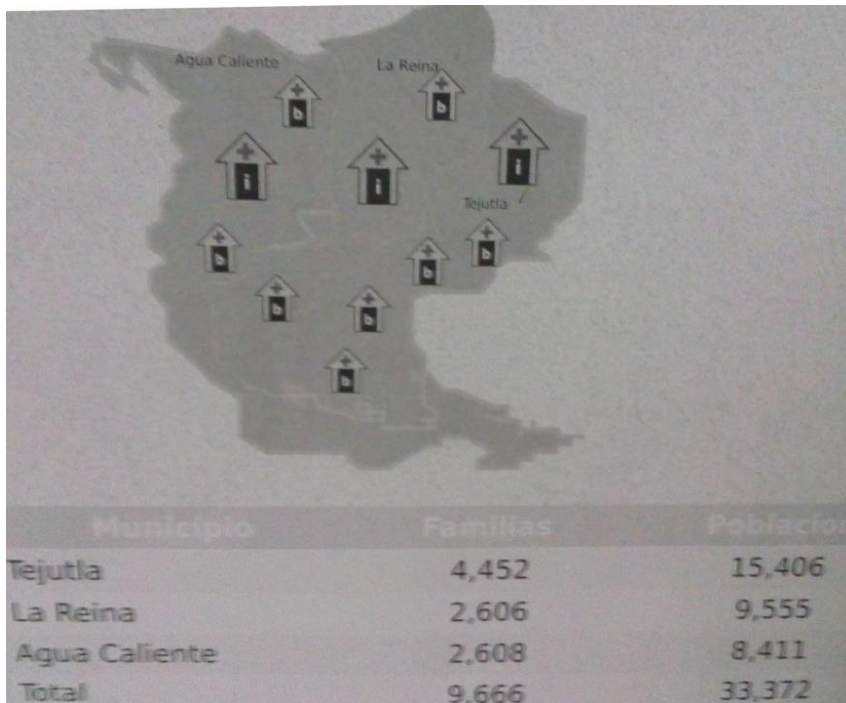 Agua Caliente
La Reina
b
b
i
i
i
Tejutla
b
b
b
b
b
b
Municipio Familias Poblacion
Tejutla 4,452 15,406
La Reina 2,606 9,555
Agua Caliente 2,608 8,411
Total 9,666 33,372